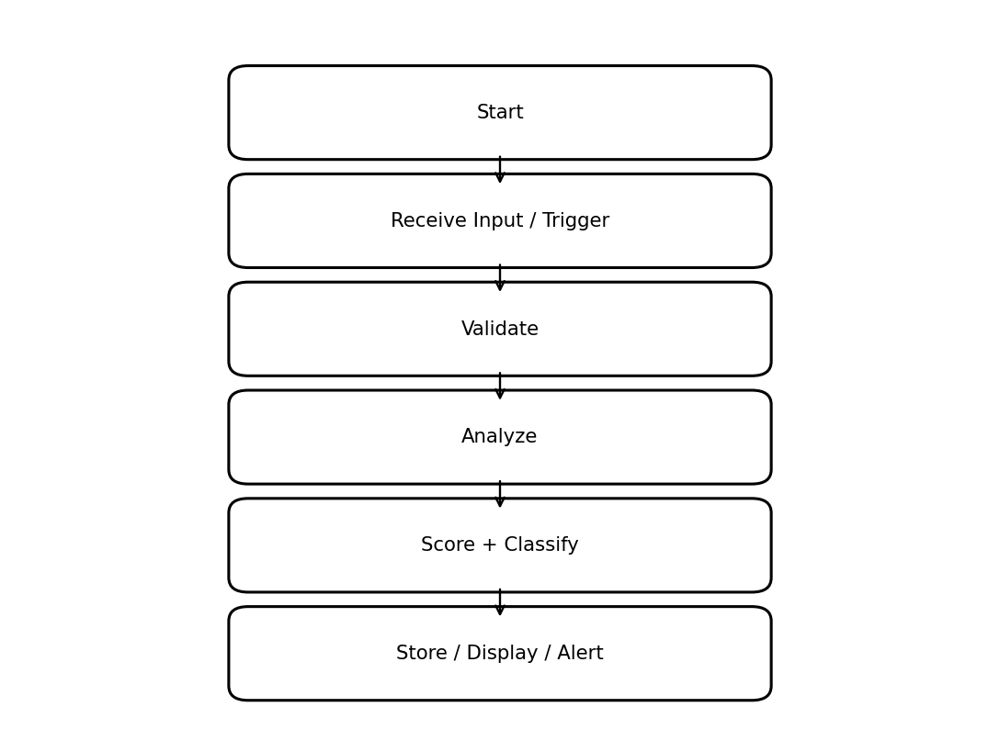 Start
Receive Input / Trigger
Validate
Analyze
Score + Classify
Store / Display / Alert